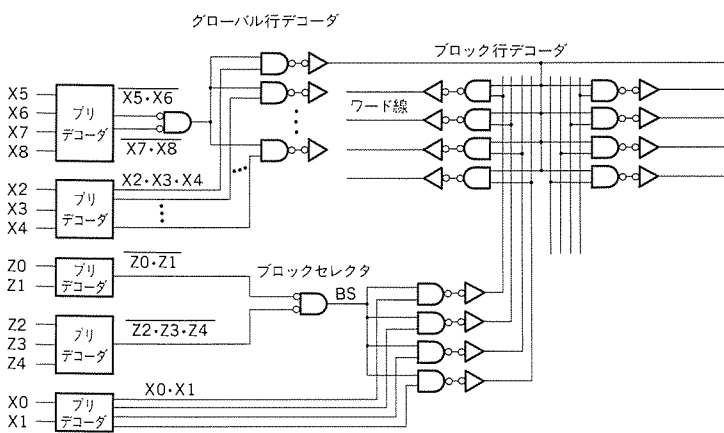 グローバル行デコーダ
ブロック行デコーダ
ワード線
X5
X6
X7
X8
プリ
デコーダ
X5・X6
X7・X8
X2
X3
X4
プリ
デコーダ
X2・X3・X4
Z0
Z1
プリ
デコーダ
Z0・Z1
ブロックセレクタ
BS
Z2
Z3
Z4
プリ
デコーダ
Z2・Z3・Z4
X0
X1
プリ
デコーダ
X0・X1